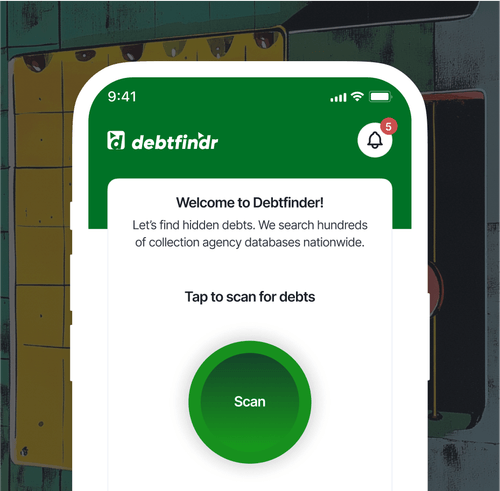 9:41
5
debtfindr
Welcome to Debtfinder!
Let's find hidden debts. We search hundreds
of collection agency databases nationwide.
Tap to scan for debts
Scan